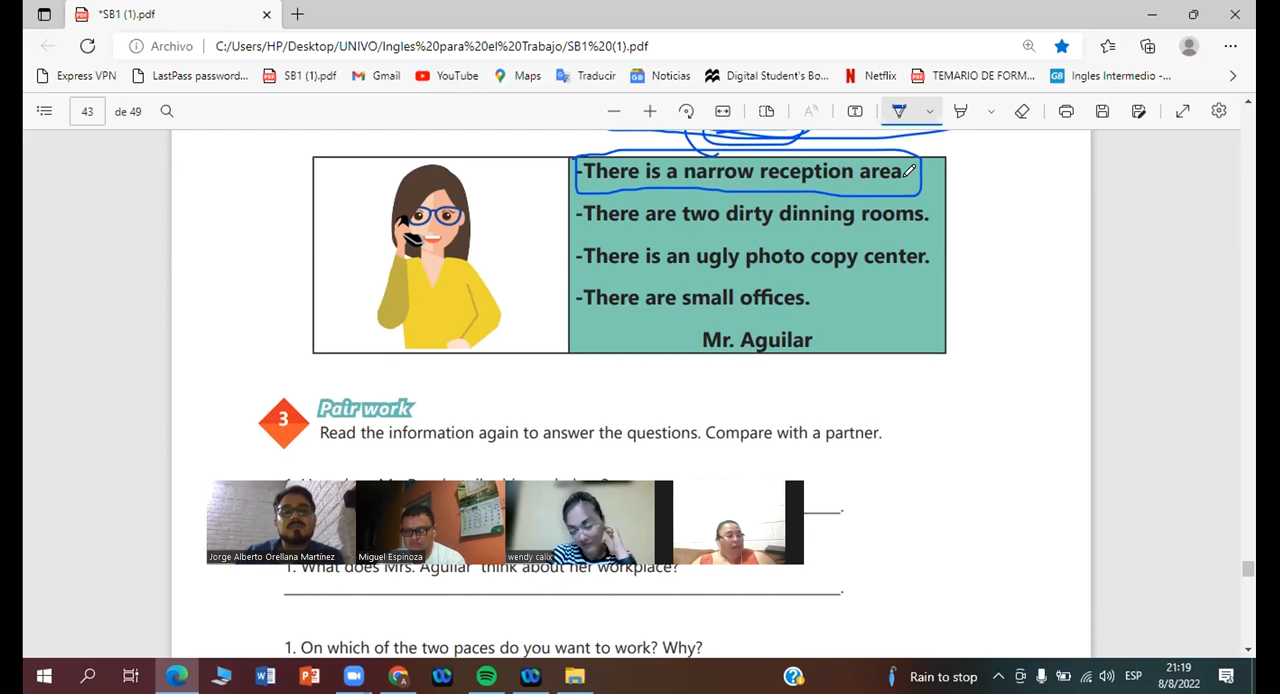 *SB1 (1).pdf
Archivo
C:/Users/HP/Desktop/UNIVO/Ingles%20para%20el%20Trabajo/SB1%20(1).pdf
Express VPN
LastPass password...
SB1 (1).pdf
Gmail
YouTube
Maps
Traducir
Noticias
Digital Student's Bo...
Netflix
TEMARIO DE FORM...
Ingles Intermedio -...
43
de 49
-There is a narrow reception area
-There are two dirty dinning rooms.
-There is an ugly photo copy center.
-There are small offices.
Mr. Aguilar
3
Pair work
Read the information again to answer the questions. Compare with a partner.
Jorge Alberto Orellana Martínez
Miguel Espinoza
wendy calix
1. What does Mrs. Aguilar think about her workplace?
1. On which of the two paces do you want to work? Why?
Rain to stop
ESP
21:19
8/8/2022